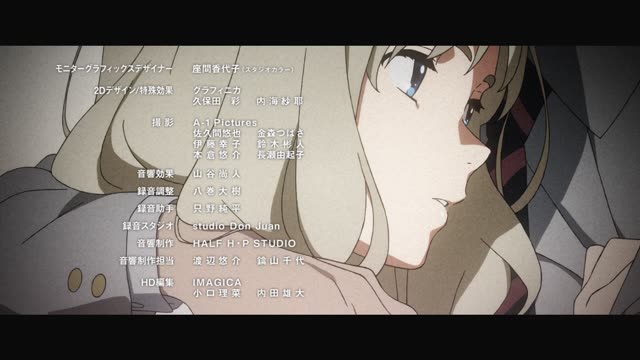 モニターグラフィックスデザイナー 座間香代子(スタジオカラー)
2Dデザイン/特殊効果 グラフィニカ
久保田 彩 内海紗耶
撮影 A-1 Pictures
佐久間悠也 金森つばさ
伊藤幸子 鈴木彬人
本倉悠介 長瀬由起子
音響効果 山谷尚人
録音調整 八巻大樹
録音助手 只野純平
録音スタジオ studio Don Juan
音響制作 HALF H・P STUDIO
音響制作担当 渡辺悠介 鏑山千代
HD編集 IMAGICA
小口理菜 内田雄大